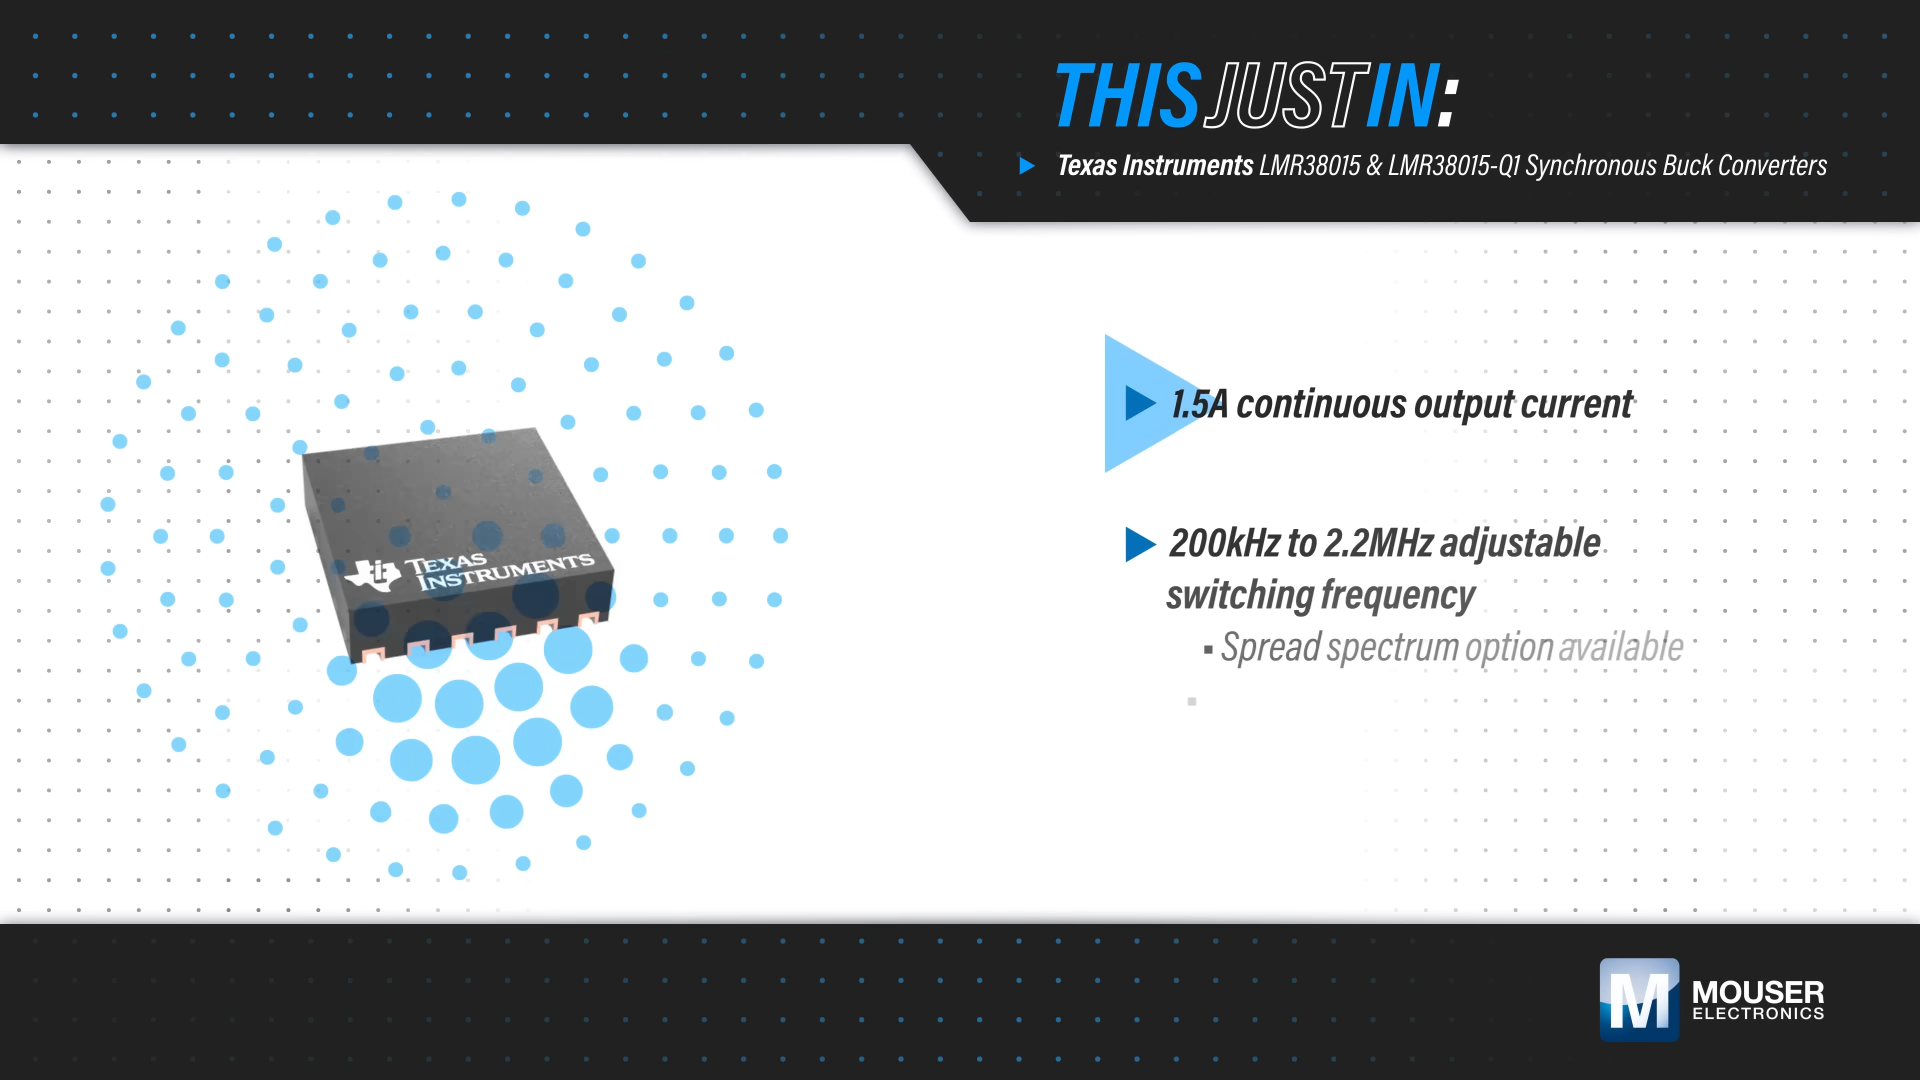 THIS JUST IN:
Texas Instruments LMR38015 & LMR38015-Q1 Synchronous Buck Converters
1.5A continuous output current
200kHz to 2.2MHz adjustable
switching frequency
Spread spectrum option available
TEXAS
INSTRUMENTS
MOUSER
ELECTRONICS